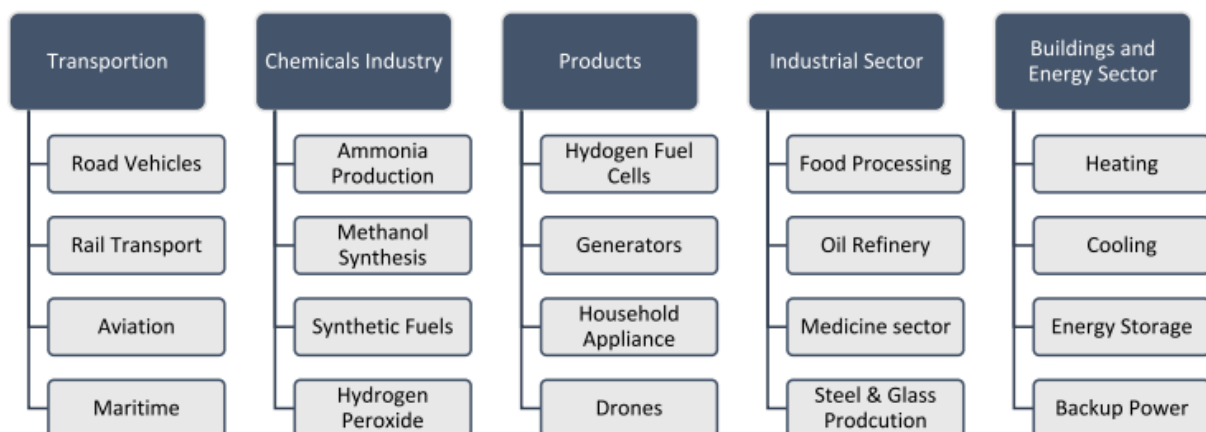 Transportion
Chemicals Industry
Products
Industrial Sector
Buildings and
Energy Sector
Road Vehicles
Rail Transport
Aviation
Maritime
Ammonia
Production
Methanol
Synthesis
Synthetic Fuels
Hydrogen
Peroxide
Hydogen Fuel
Cells
Generators
Household
Appliance
Drones
Food Processing
Oil Refinery
Medicine sector
Steel & Glass
Prodcution
Heating
Cooling
Energy Storage
Backup Power